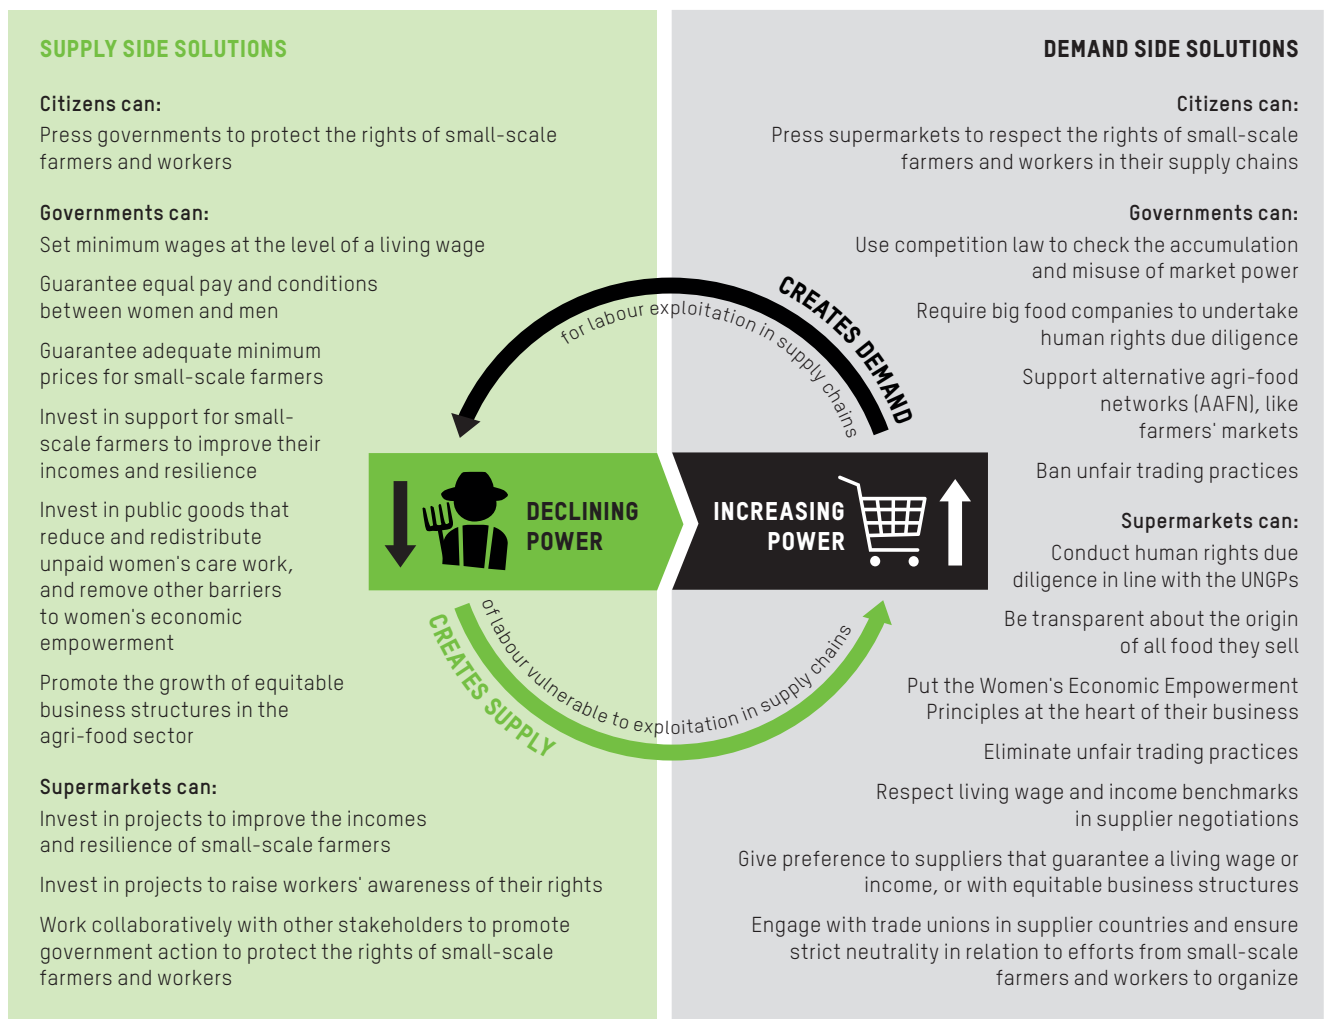 SUPPLY SIDE SOLUTIONS
Citizens can:
Press governments to protect the rights of small-scale
farmers and workers
Governments can:
Set minimum wages at the level of a living wage
Guarantee equal pay and conditions
between women and men
Guarantee adequate minimum
prices for small-scale farmers
Invest in support for small-
scale farmers to improve their
incomes and resilience
Invest in public goods that
reduce and redistribute
unpaid women's care work,
and remove other barriers
to women's economic
empowerment
Promote the growth of equitable
business structures in the
agri-food sector
Supermarkets can:
Invest in projects to improve the incomes
and resilience of small-scale farmers
Invest in projects to raise workers' awareness of their rights
Work collaboratively with other stakeholders to promote
government action to protect the rights of small-scale
farmers and workers
CREATES DEMAND
for labour exploitation in supply chains
DECLINING
POWER
INCREASING
POWER
CREATES SUPPLY
of labour vulnerable to exploitation in supply chains
DEMAND SIDE SOLUTIONS
Citizens can:
Press supermarkets to respect the rights of small-scale
farmers and workers in their supply chains
Governments can:
Use competition law to check the accumulation
and misuse of market power
Require big food companies to undertake
human rights due diligence
Support alternative agri-food
networks (AAFN), like
farmers' markets
Ban unfair trading practices
Supermarkets can:
Conduct human rights due
diligence in line with the UNGPs
Be transparent about the origin
of all food they sell
Put the Women's Economic Empowerment
Principles at the heart of their business
Eliminate unfair trading practices
Respect living wage and income benchmarks
in supplier negotiations
Give preference to suppliers that guarantee a living wage or
income, or with equitable business structures
Engage with trade unions in supplier countries and ensure
strict neutrality in relation to efforts from small-scale
farmers and workers to organize